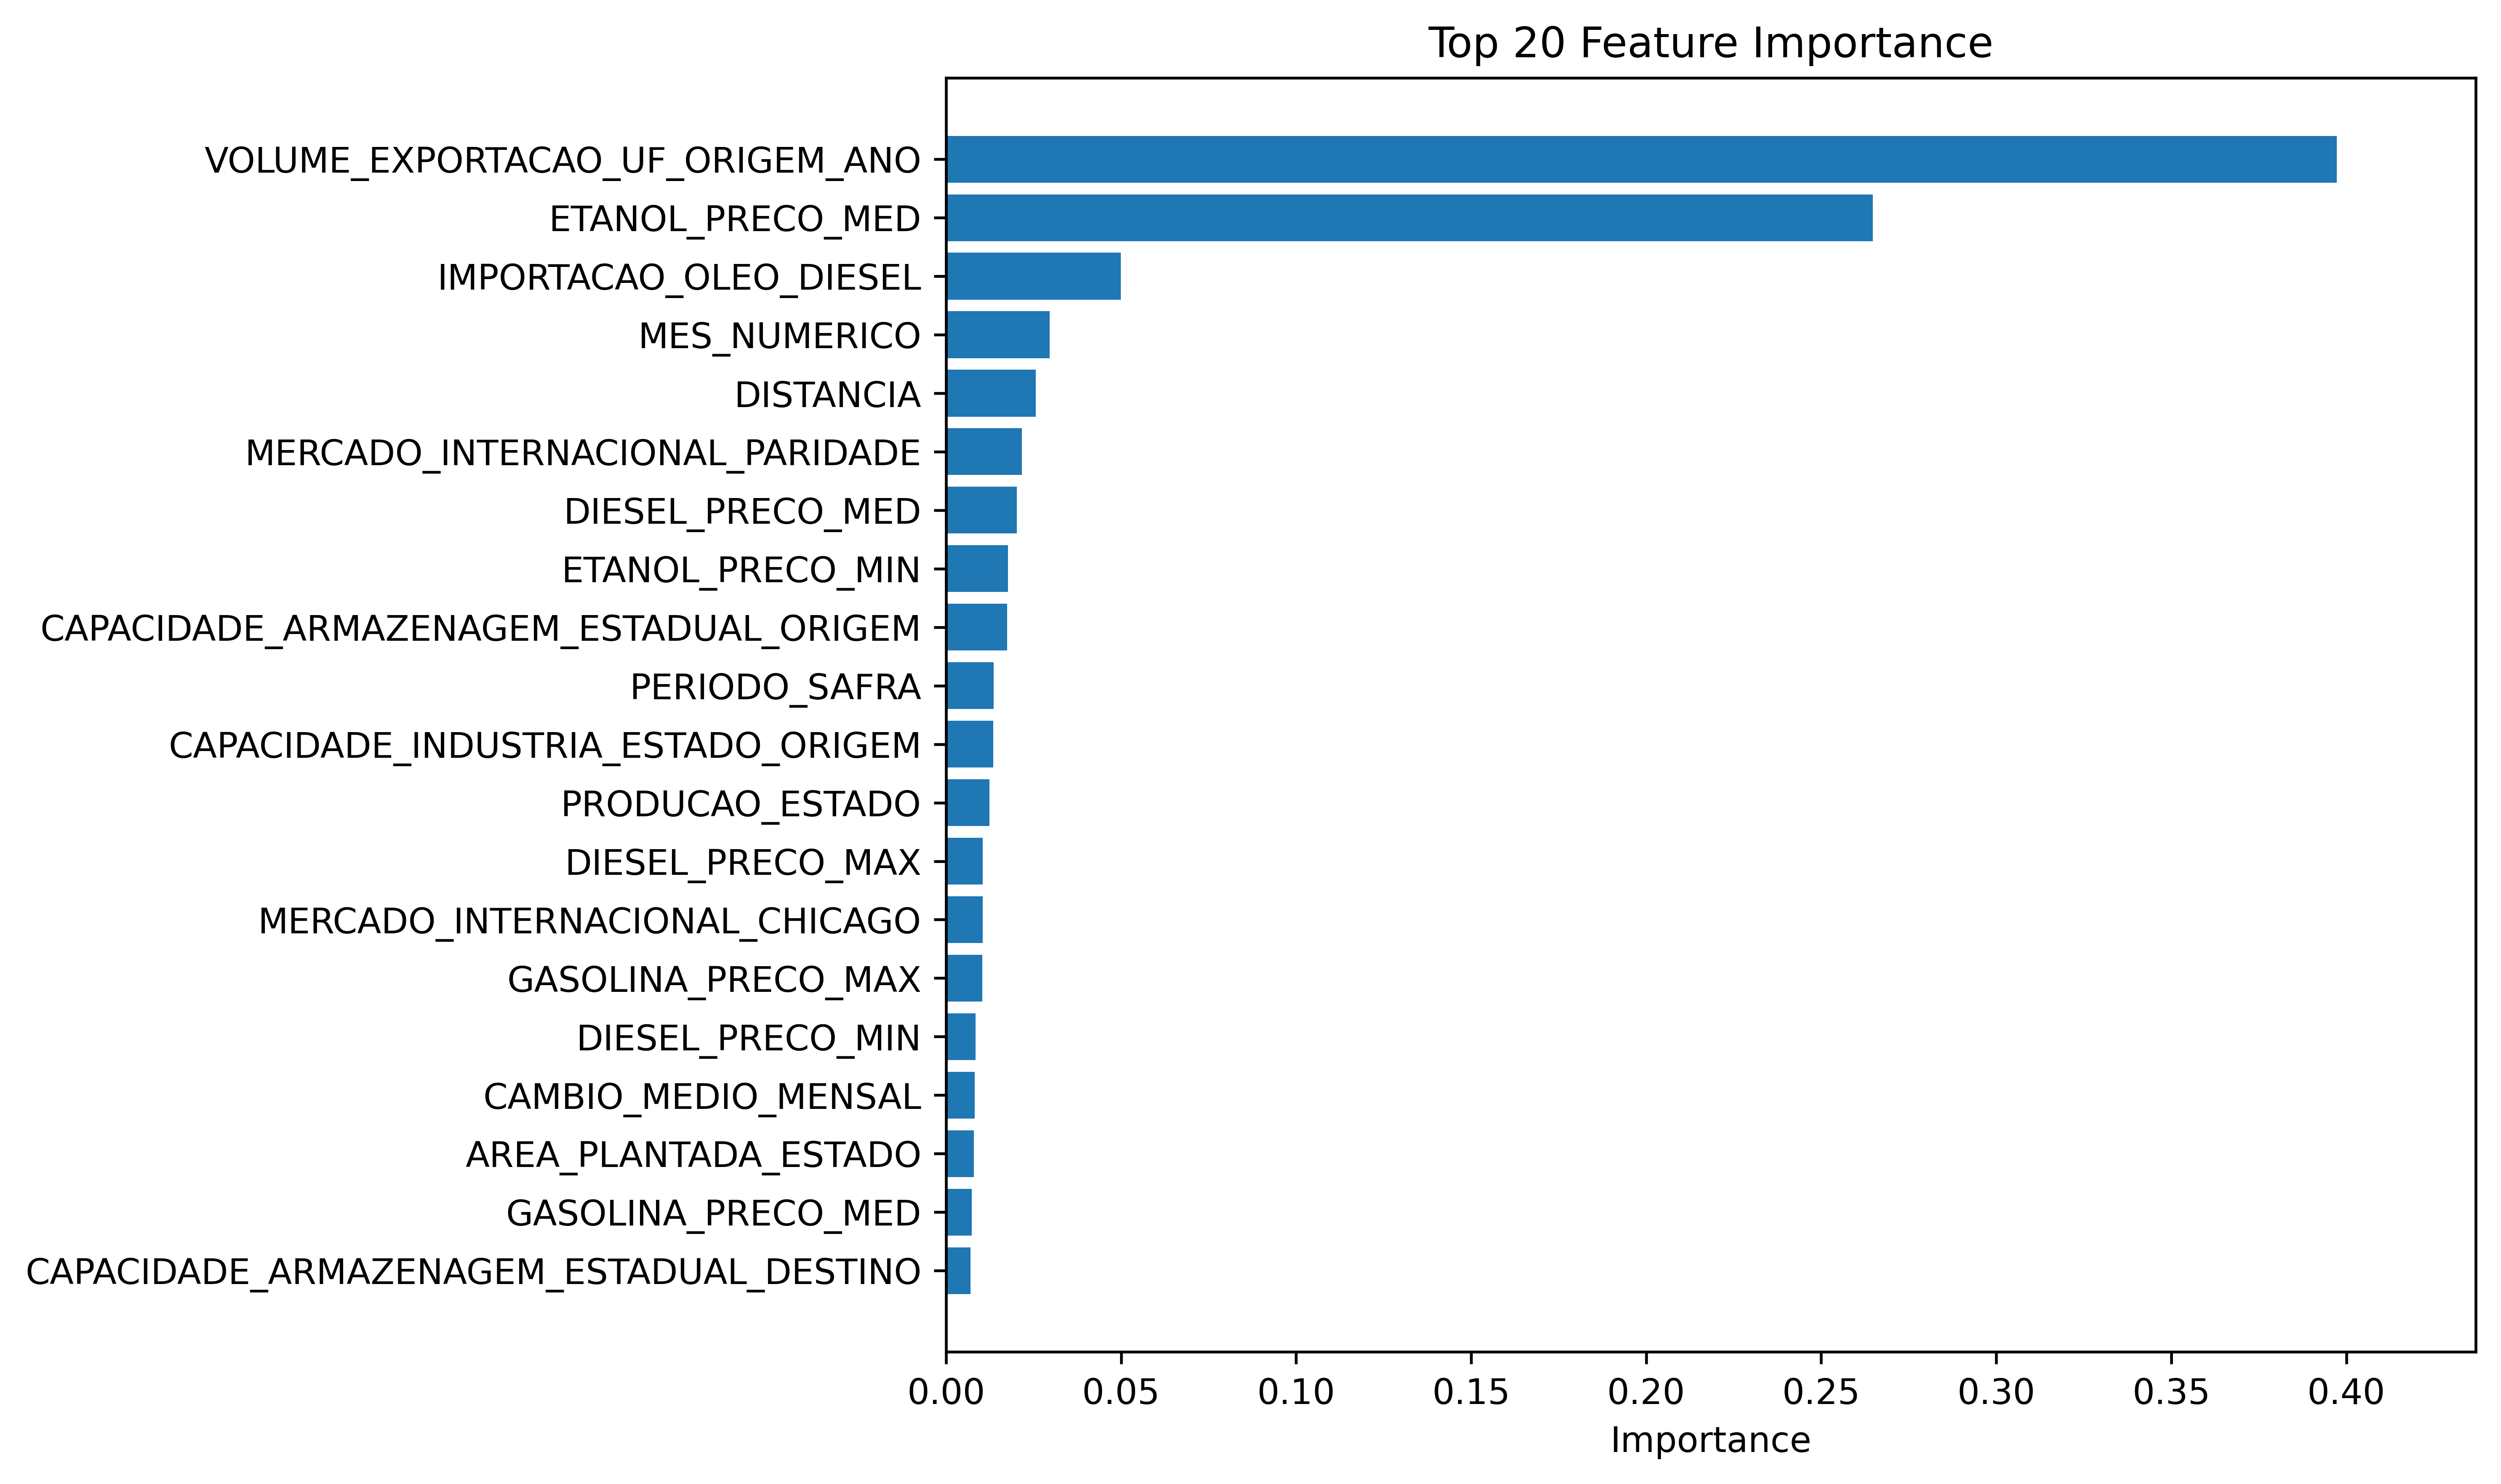 Top 20 Feature Importance
VOLUME_EXPORTACAO_UF_ORIGEM_ANO
ETANOL_PRECO_MED
IMPORTACAO_OLEO_DIESEL
MES_NUMERICO
DISTANCIA
MERCADO_INTERNACIONAL_PARIDADE
DIESEL_PRECO_MED
ETANOL_PRECO_MIN
CAPACIDADE_ARMAZENAGEM_ESTADUAL_ORIGEM
PERIODO_SAFRA
CAPACIDADE_INDUSTRIA_ESTADO_ORIGEM
PRODUCAO_ESTADO
DIESEL_PRECO_MAX
MERCADO_INTERNACIONAL_CHICAGO
GASOLINA_PRECO_MAX
DIESEL_PRECO_MIN
CAMBIO_MEDIO_MENSAL
AREA_PLANTADA_ESTADO
GASOLINA_PRECO_MED
CAPACIDADE_ARMAZENAGEM_ESTADUAL_DESTINO
0.00 0.05 0.10 0.15 0.20 0.25 0.30 0.35 0.40
Importance